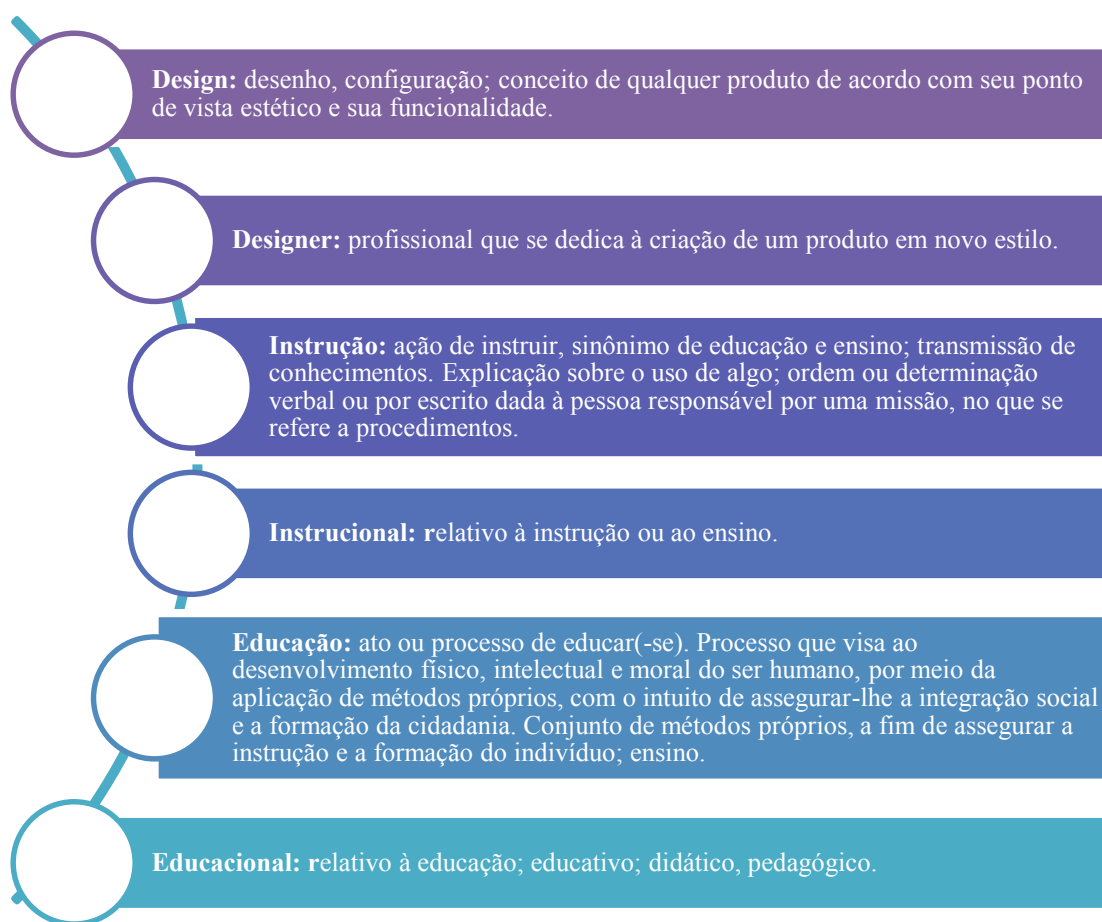 Design: desenho, configuração; conceito de qualquer produto de acordo com seu ponto
de vista estético e sua funcionalidade.
Designer: profissional que se dedica à criação de um produto em novo estilo.
Instrução: ação de instruir, sinônimo de educação e ensino; transmissão de
conhecimentos. Explicação sobre o uso de algo; ordem ou determinação
verbal ou por escrito dada à pessoa responsável por uma missão, no que se
refere a procedimentos.
Instrucional: relativo à instrução ou ao ensino.
Educação: ato ou processo de educar(-se). Processo que visa ao
desenvolvimento físico, intelectual e moral do ser humano, por meio da
aplicação de métodos próprios, com o intuito de assegurar-lhe a integração social
e a formação da cidadania. Conjunto de métodos próprios, a fim de assegurar a
instrução e a formação do indivíduo; ensino.
Educacional: relativo à educação; educativo; didático, pedagógico.